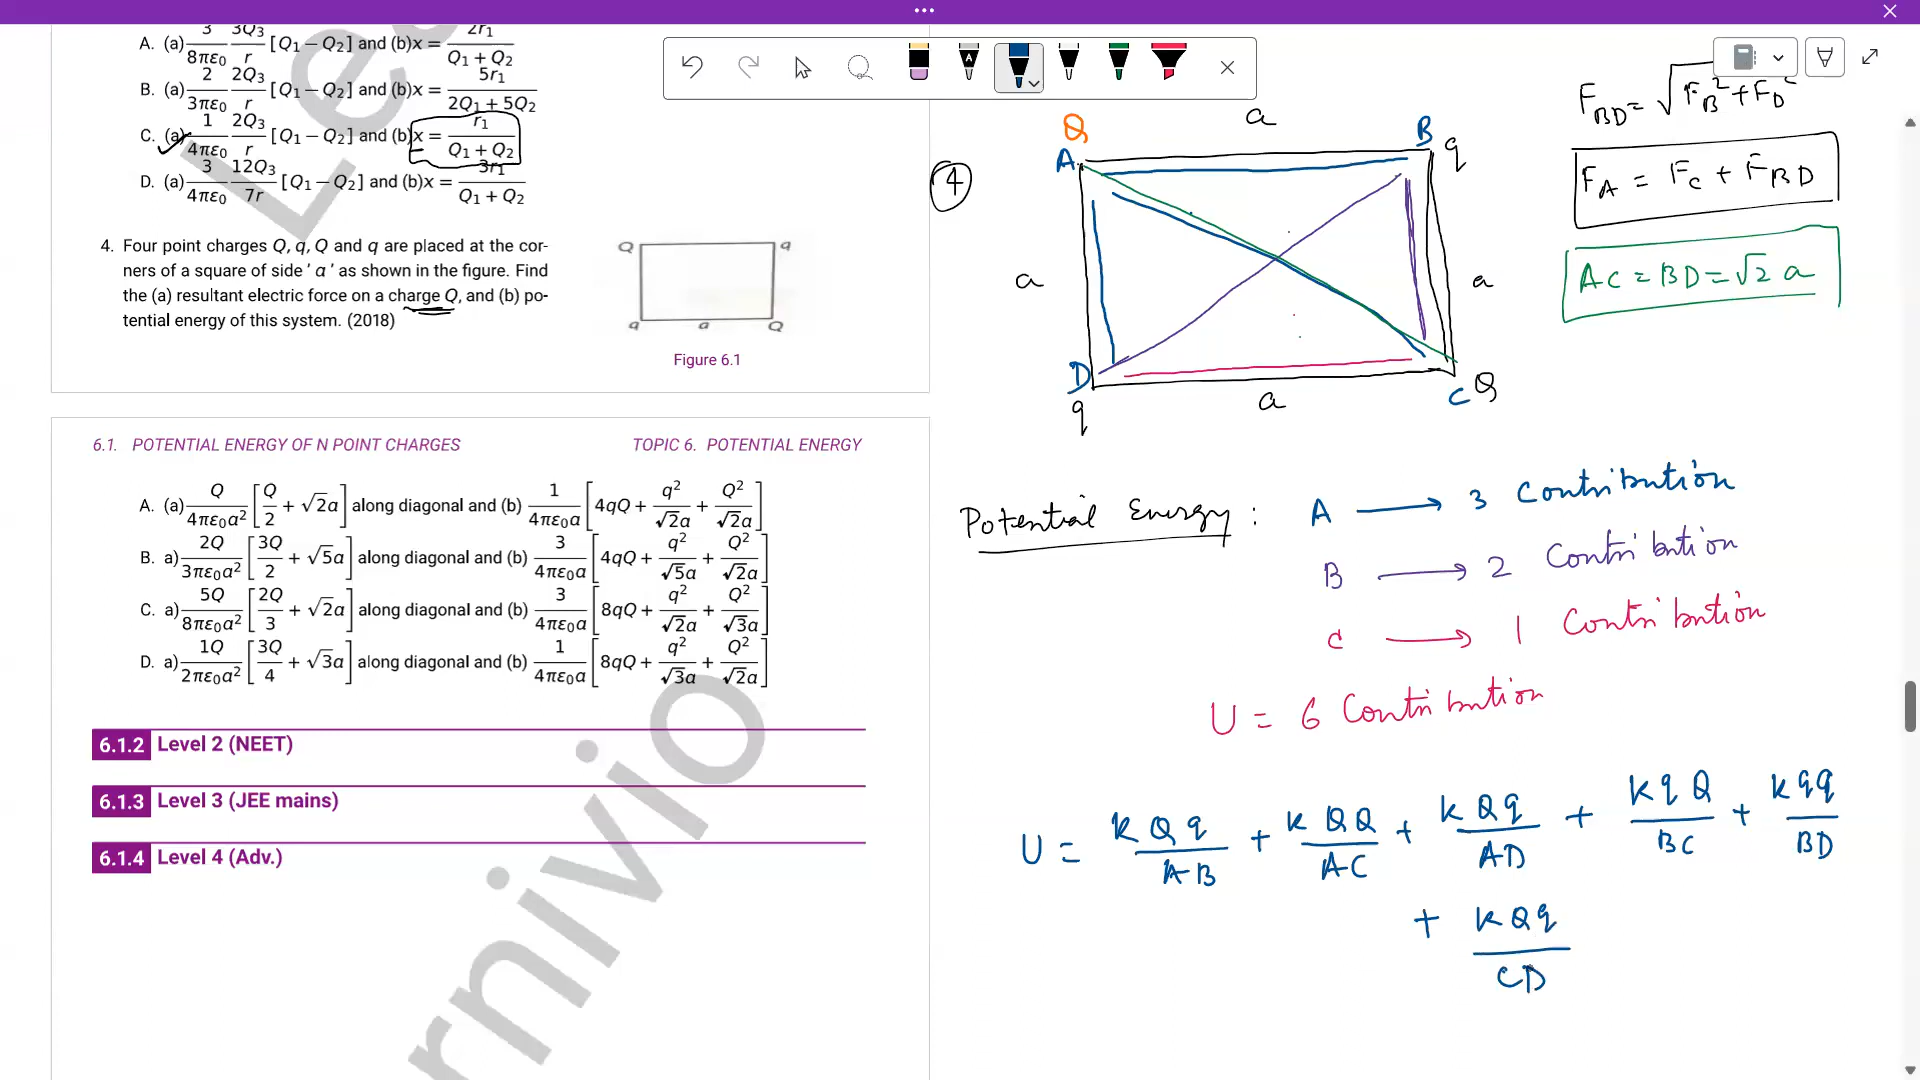 A. (a) 3/8πε0 3Q3/r [Q1 − Q2] and (b)x = 2r1/(Q1 + Q2)
B. (a) 2/3πε0 2Q3/r [Q1 − Q2] and (b)x = 5r1/(2Q1 + 5Q2)
C. (a) 1/4πε0 2Q3/r [Q1 − Q2] and (b)x = r1/(Q1 + Q2)
D. (a) 3/4πε0 12Q3/7r [Q1 − Q2] and (b)x = 3r1/(Q1 + Q2)
4. Four point charges Q, q, Q and q are placed at the cor-
ners of a square of side ' a ' as shown in the figure. Find
the (a) resultant electric force on a charge Q, and (b) po-
tential energy of this system. (2018)
Q q
q a Q
Figure 6.1
6.1. POTENTIAL ENERGY OF N POINT CHARGES TOPIC 6. POTENTIAL ENERGY
A. (a) Q/4πε0a² [Q/2 + √2a] along diagonal and (b) 1/4πε0a [4qQ + q²/√2a + Q²/√2a]
B. a) 2Q/3πε0a² [3Q/2 + √5a] along diagonal and (b) 3/4πε0a [4qQ + q²/√5a + Q²/√2a]
C. a) 5Q/8πε0a² [2Q/3 + √2a] along diagonal and (b) 3/4πε0a [8qQ + q²/√2a + Q²/√3a]
D. a) 1Q/2πε0a² [3Q/4 + √3a] along diagonal and (b) 1/4πε0a [8qQ + q²/√3a + Q²/√2a]
6.1.2 Level 2 (NEET)
6.1.3 Level 3 (JEE mains)
6.1.4 Level 4 (Adv.)
rnivio
Le
A
4
Q a B
A q
a a
D a C Q
q
F_BD = √F_B² + F_D²
F_A = F_C + F_BD
AC = BD = √2 a
Potential Energy : A → 3 Contribution
B → 2 Contribution
C → 1 Contribution
U = 6 Contribution
U = KQq/AB + KQQ/AC + KQq/AD + KqQ/BC + Kqq/BD
+ KQq/CD